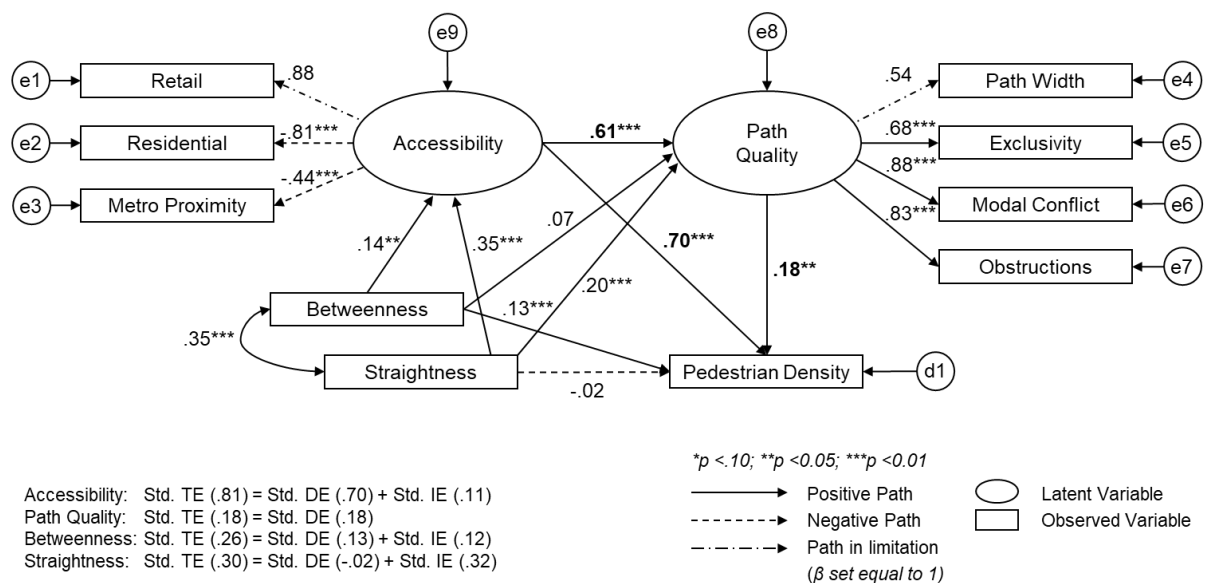 e9
e8
e1
Retail
.88
.54
Path Width
e4
e2
Residential
-.81***
Accessibility
.61***
Path
Quality
.68***
Exclusivity
e5
e3
Metro Proximity
-.44***
.88***
Modal Conflict
e6
.83***
Obstructions
e7
.14**
.35***
.07
.70***
.18**
.20***
Betweenness
.13***
.35***
Straightness
-.02
Pedestrian Density
d1
*p <.10; **p <0.05; ***p <0.01
Accessibility: Std. TE (.81) = Std. DE (.70) + Std. IE (.11)
Path Quality: Std. TE (.18) = Std. DE (.18)
Betweenness: Std. TE (.26) = Std. DE (.13) + Std. IE (.12)
Straightness: Std. TE (.30) = Std. DE (-.02) + Std. IE (.32)
Positive Path
Negative Path
Path in limitation
(β set equal to 1)
Latent Variable
Observed Variable